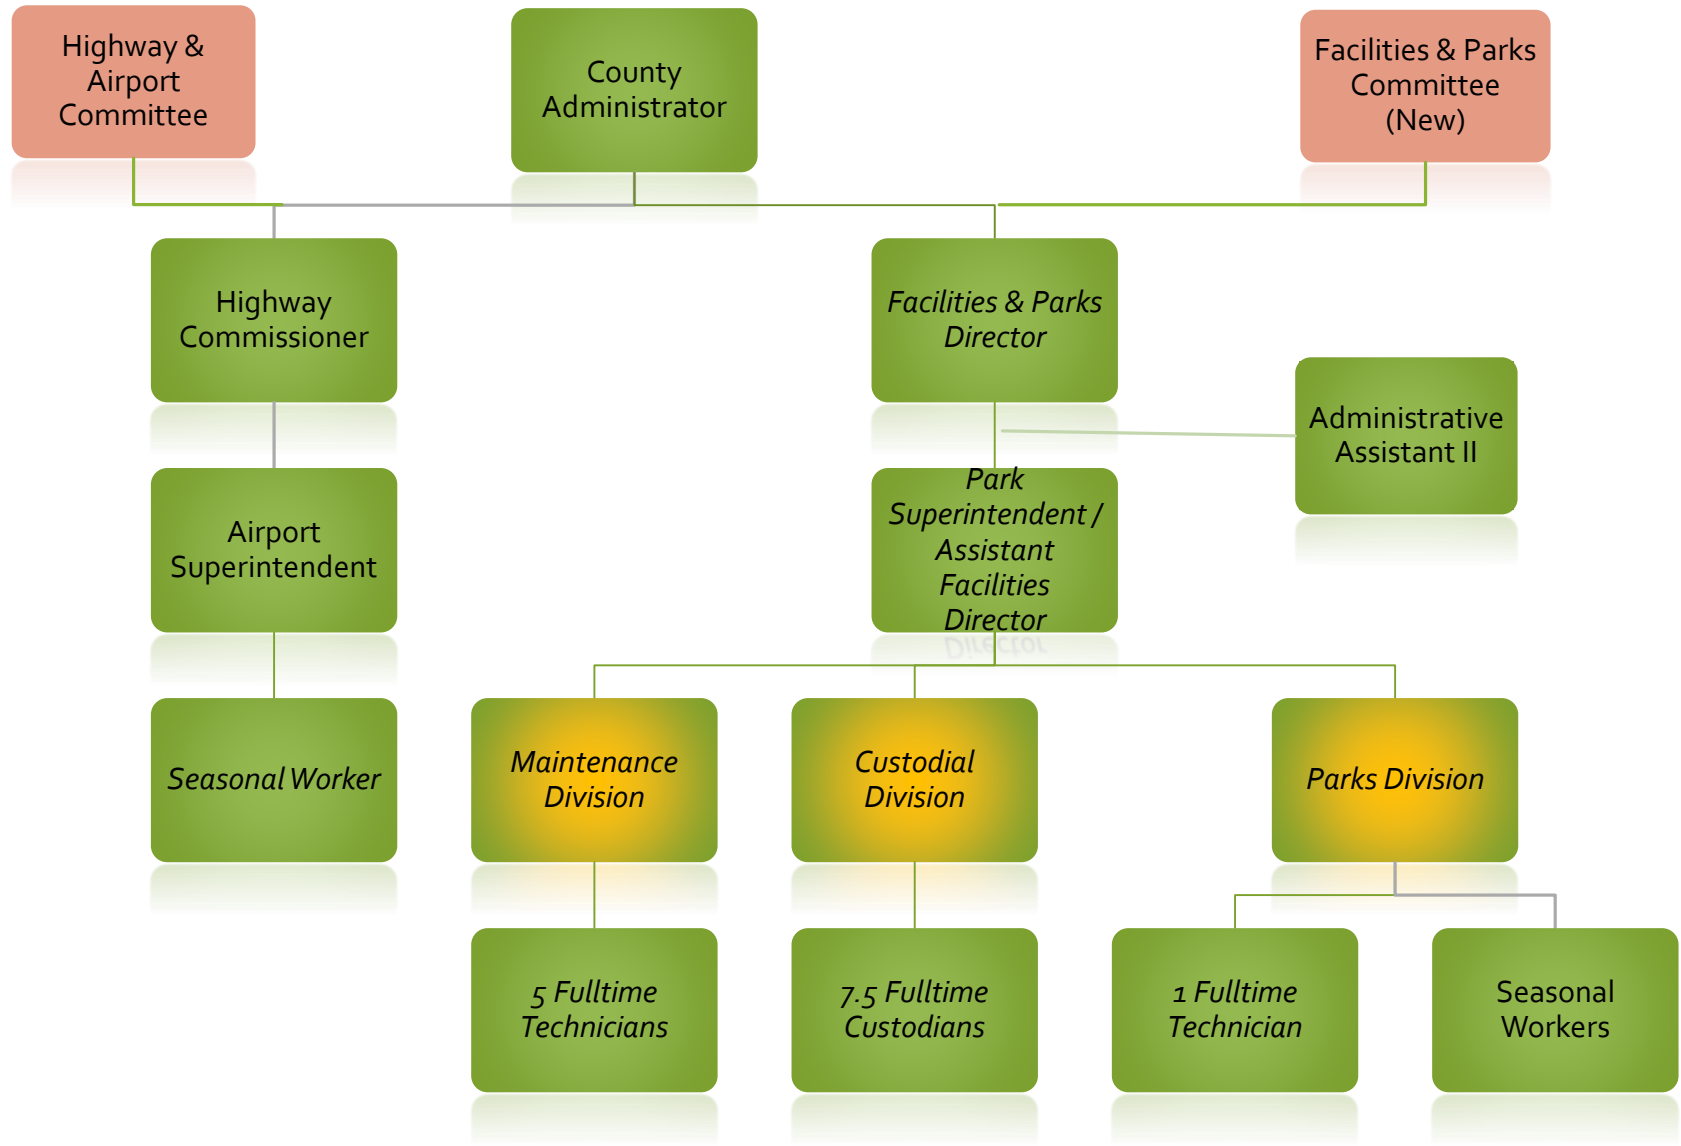 Highway &
Airport
Committee
County
Administrator
Facilities & Parks
Committee
(New)
Highway
Commissioner
Facilities & Parks
Director
Administrative
Assistant II
Airport
Superintendent
Park
Superintendent /
Assistant
Facilities
Director
Seasonal Worker
Maintenance
Division
Custodial
Division
Parks Division
5 Fulltime
Technicians
7.5 Fulltime
Custodians
1 Fulltime
Technician
Seasonal
Workers